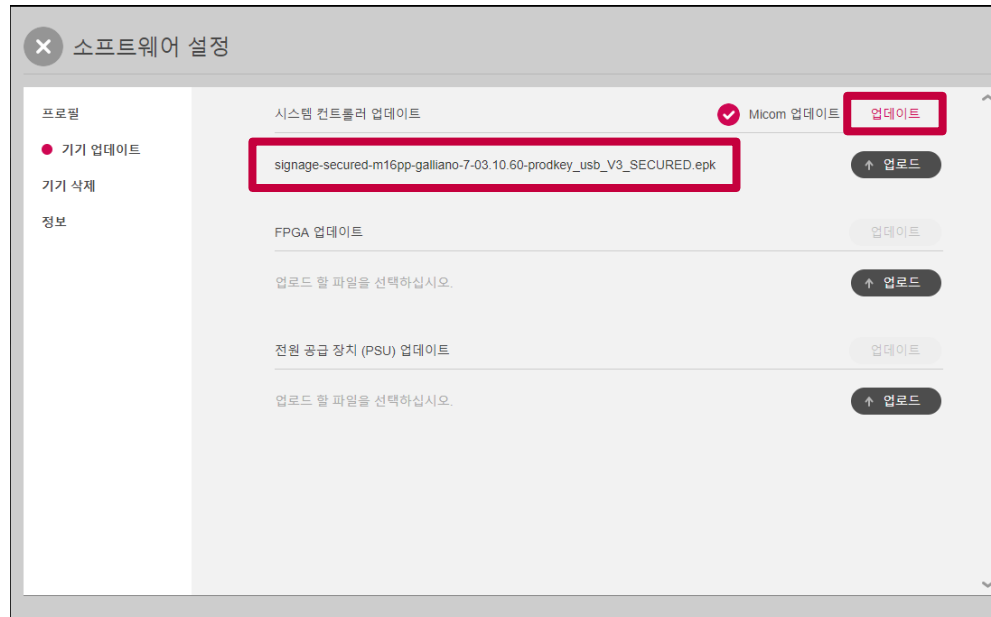 소프트웨어 설정
프로필
기기 업데이트
기기 삭제
정보
시스템 컨트롤러 업데이트
Micom 업데이트
업데이트
signage-secured-m16pp-galliano-7-03.10.60-prodkey_usb_V3_SECURED.epk
업로드
FPGA 업데이트
업데이트
업로드 할 파일을 선택하십시오.
업로드
전원 공급 장치 (PSU) 업데이트
업데이트
업로드 할 파일을 선택하십시오.
업로드